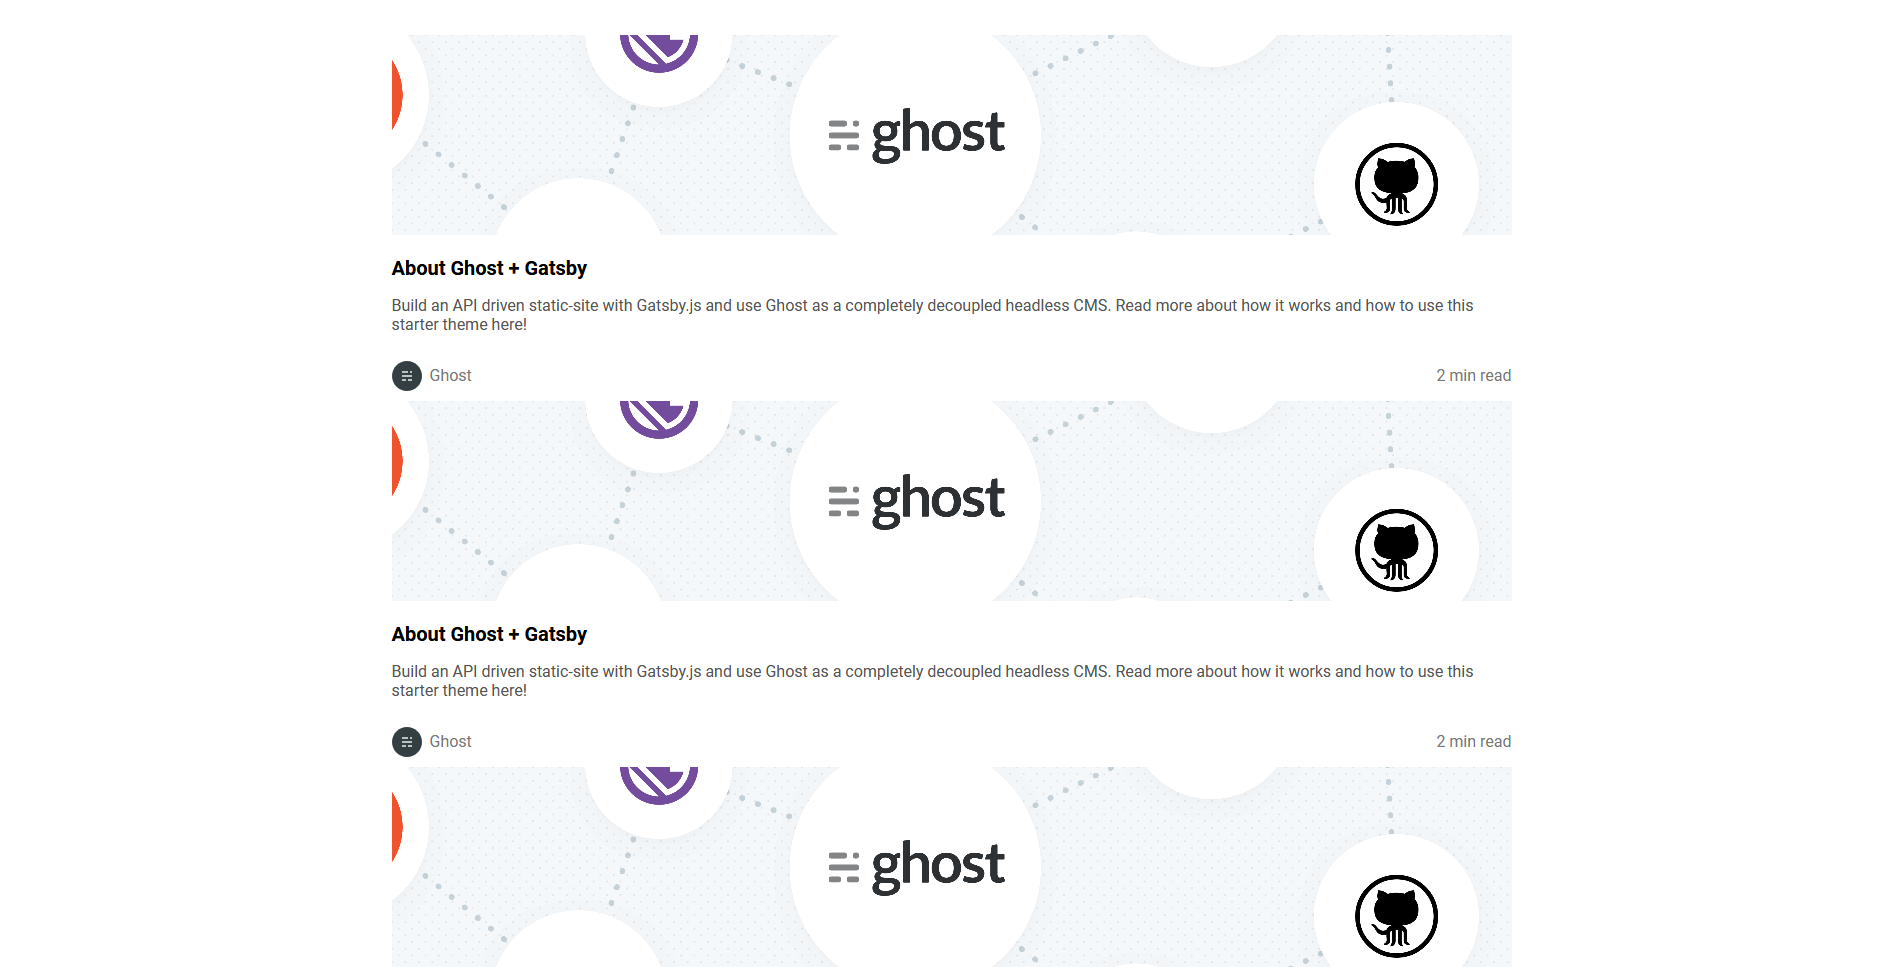 ghost
About Ghost + Gatsby
Build an API driven static-site with Gatsby.js and use Ghost as a completely decoupled headless CMS. Read more about how it works and how to use this
starter theme here!
Ghost 2 min read
ghost
About Ghost + Gatsby
Build an API driven static-site with Gatsby.js and use Ghost as a completely decoupled headless CMS. Read more about how it works and how to use this
starter theme here!
Ghost 2 min read
ghost